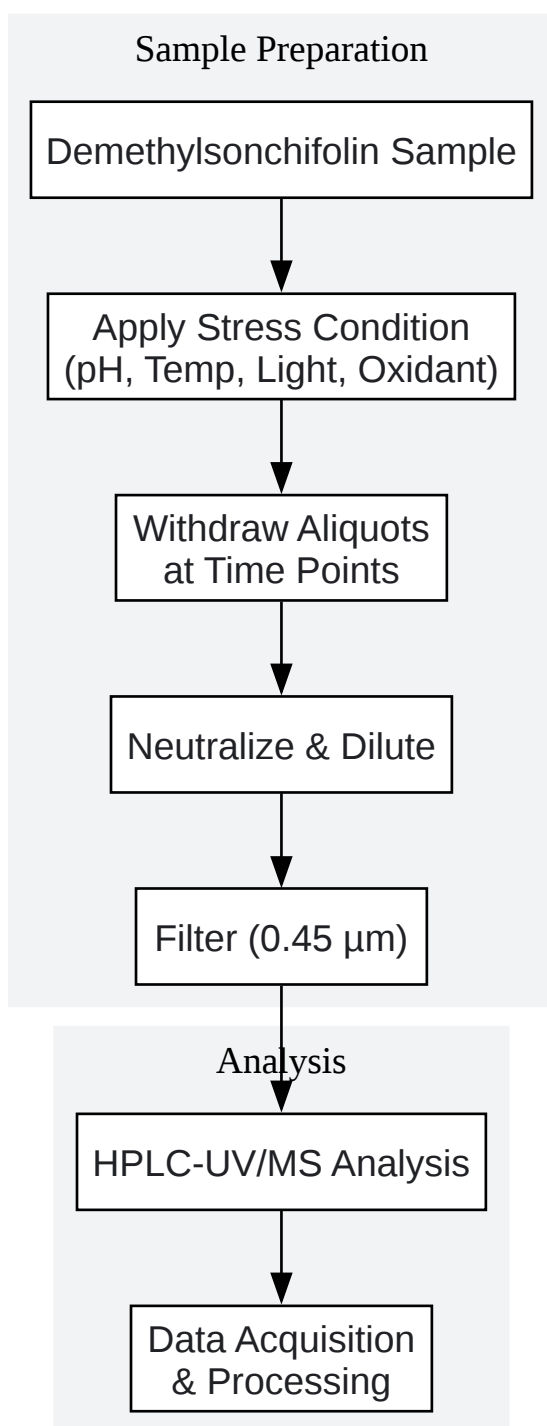 Sample Preparation
Demethylsonchifolin Sample
Apply Stress Condition
(pH, Temp, Light, Oxidant)
Withdraw Aliquots
at Time Points
Neutralize & Dilute
Filter (0.45 µm)
Analysis
HPLC-UV/MS Analysis
Data Acquisition
& Processing